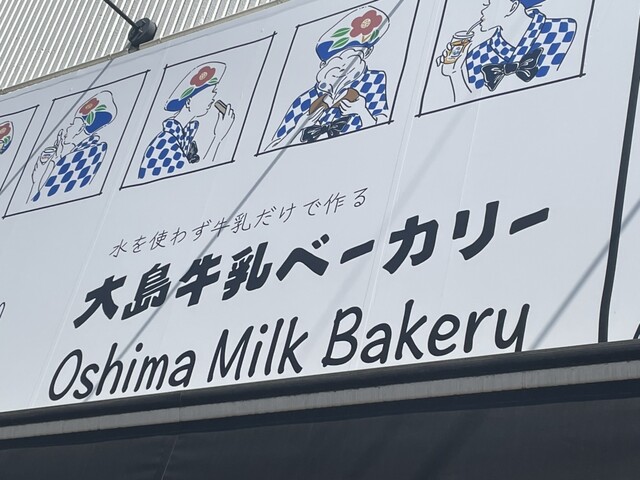 水を使わず牛乳だけで作る
大島牛乳ベーカリー
Oshima Milk Bakery